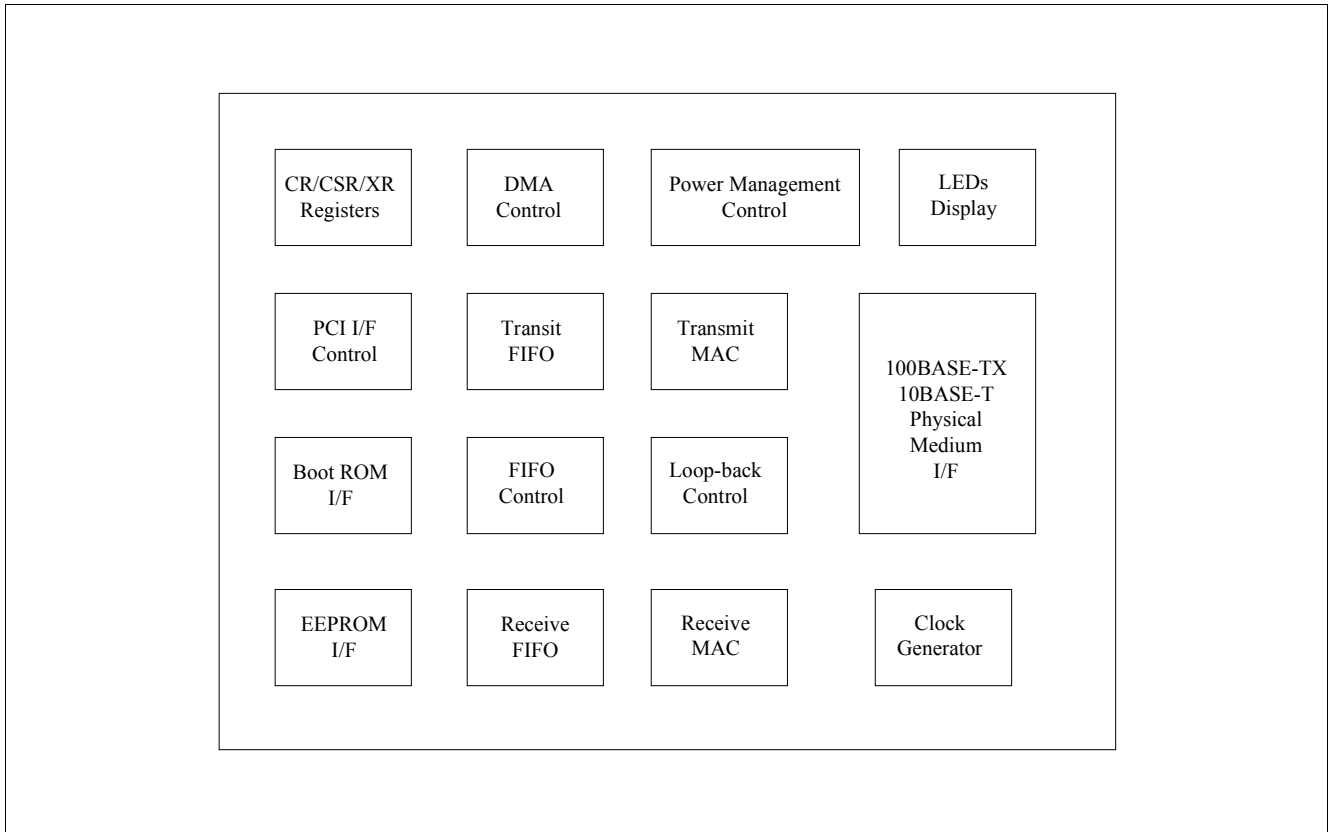 CR/CSR/XR
Registers
DMA
Control
Power Management
Control
LEDs
Display
PCI I/F
Control
Transit
FIFO
Transmit
MAC
100BASE-TX
10BASE-T
Physical
Medium
I/F
Boot ROM
I/F
FIFO
Control
Loop-back
Control
EEPROM
I/F
Receive
FIFO
Receive
MAC
Clock
Generator